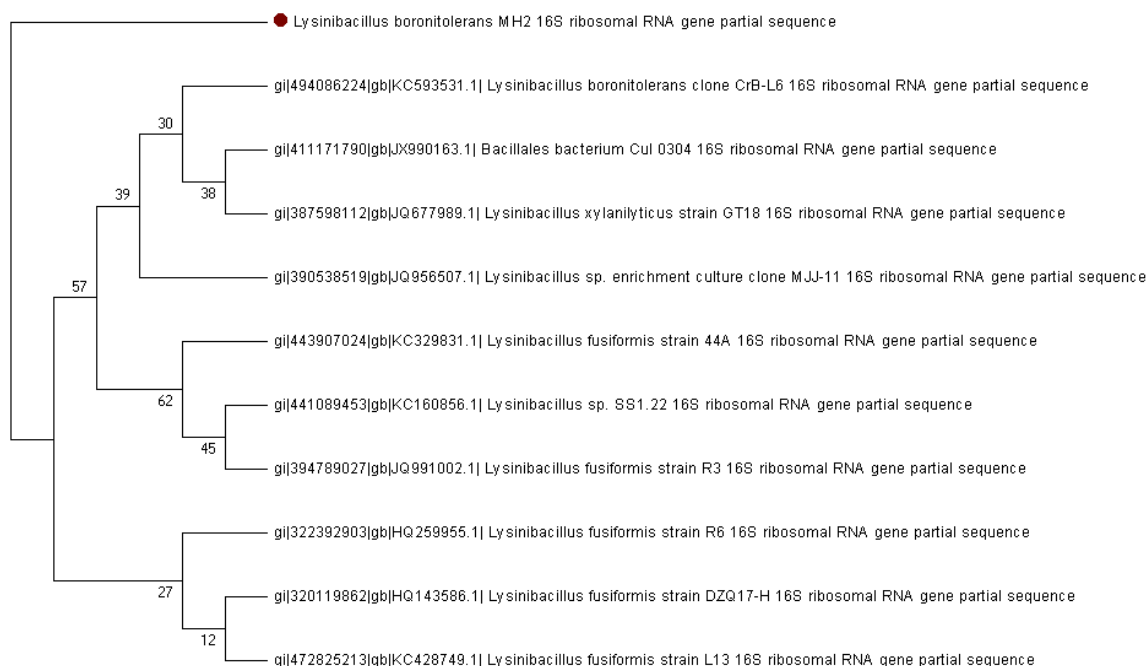 Lysinibacillus boronitolerans MH2 16S ribosomal RNA gene partial sequence
gi|494086224|gb|KC593531.1| Lysinibacillus boronitolerans clone CrB-L6 16S ribosomal RNA gene partial sequence
30
gi|411171790|gb|JX990163.1| Bacillales bacterium Cul 0304 16S ribosomal RNA gene partial sequence
38
39
gi|387598112|gb|JQ677989.1| Lysinibacillus xylanilyticus strain GT18 16S ribosomal RNA gene partial sequence
gi|390538519|gb|JQ956507.1| Lysinibacillus sp. enrichment culture clone MJJ-11 16S ribosomal RNA gene partial sequence
57
gi|443907024|gb|KC329831.1| Lysinibacillus fusiformis strain 44A 16S ribosomal RNA gene partial sequence
62
gi|441089453|gb|KC160856.1| Lysinibacillus sp. SS1.22 16S ribosomal RNA gene partial sequence
45
gi|394789027|gb|JQ991002.1| Lysinibacillus fusiformis strain R3 16S ribosomal RNA gene partial sequence
gi|322392903|gb|HQ259955.1| Lysinibacillus fusiformis strain R6 16S ribosomal RNA gene partial sequence
27
gi|320119862|gb|HQ143586.1| Lysinibacillus fusiformis strain DZQ17-H 16S ribosomal RNA gene partial sequence
12
gi|472825213|gb|KC428749.1| Lysinibacillus fusiformis strain L13 16S ribosomal RNA gene partial sequence